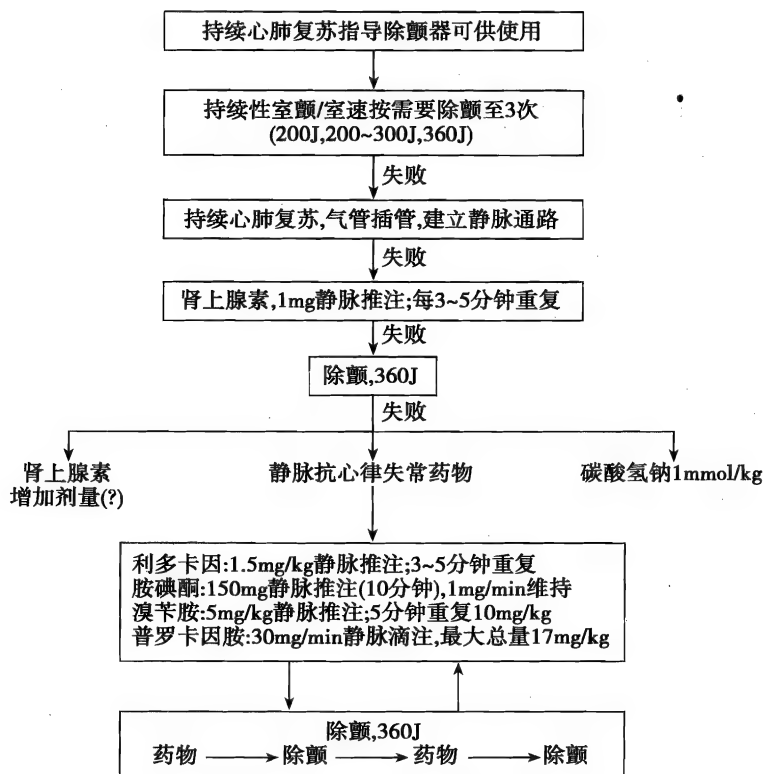 持续心肺复苏指导除颤器可供使用
持续性室颤/室速按需要除颤至3次
(200J,200~300J,360J)
失败
持续心肺复苏,气管插管,建立静脉通路
失败
肾上腺素,1mg静脉推注;每3~5分钟重复
失败
除颤,360J
失败
肾上腺素
增加剂量(?)
静脉抗心律失常药物
碳酸氢钠1mmol/kg
利多卡因:1.5mg/kg静脉推注;3~5分钟重复
胺碘酮:150mg静脉推注(10分钟),1mg/min维持
溴苄胺:5mg/kg静脉推注;5分钟重复10mg/kg
普罗卡因胺:30mg/min静脉滴注,最大总量17mg/kg
除颤,360J
药物 除颤 药物 除颤